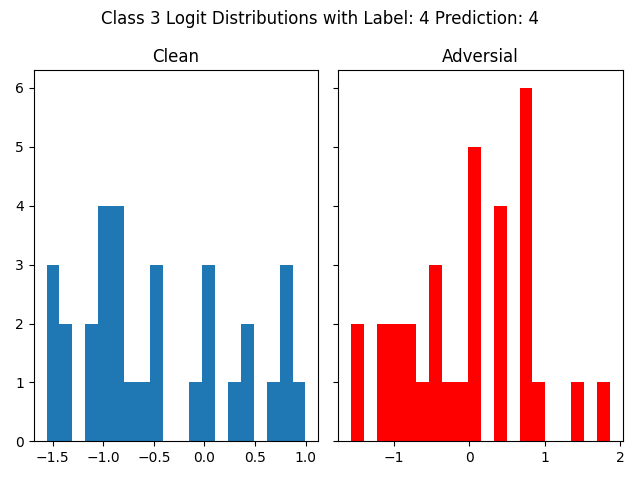 Class 3 Logit Distributions with Label: 4 Prediction: 4
Clean
Adversial
6
5
4
3
2
1
0
−1.5 −1.0 −0.5 0.0 0.5 1.0
−1 0 1 2